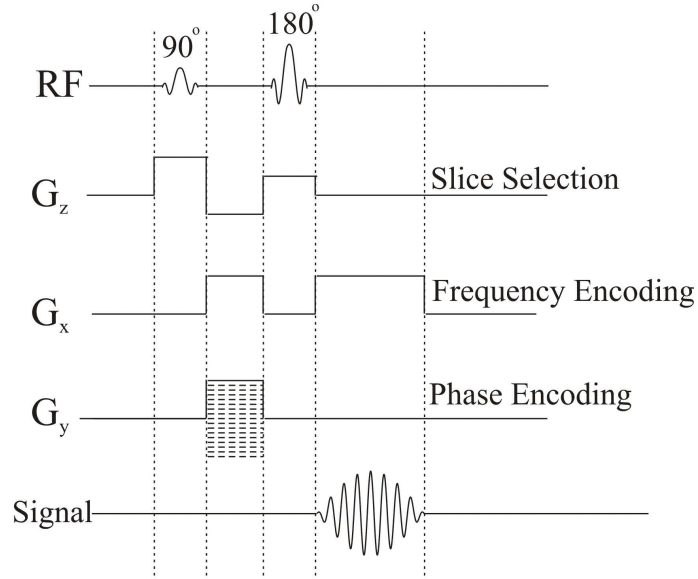 90° 180°
RF
G_z Slice Selection
G_x Frequency Encoding
G_y Phase Encoding
Signal